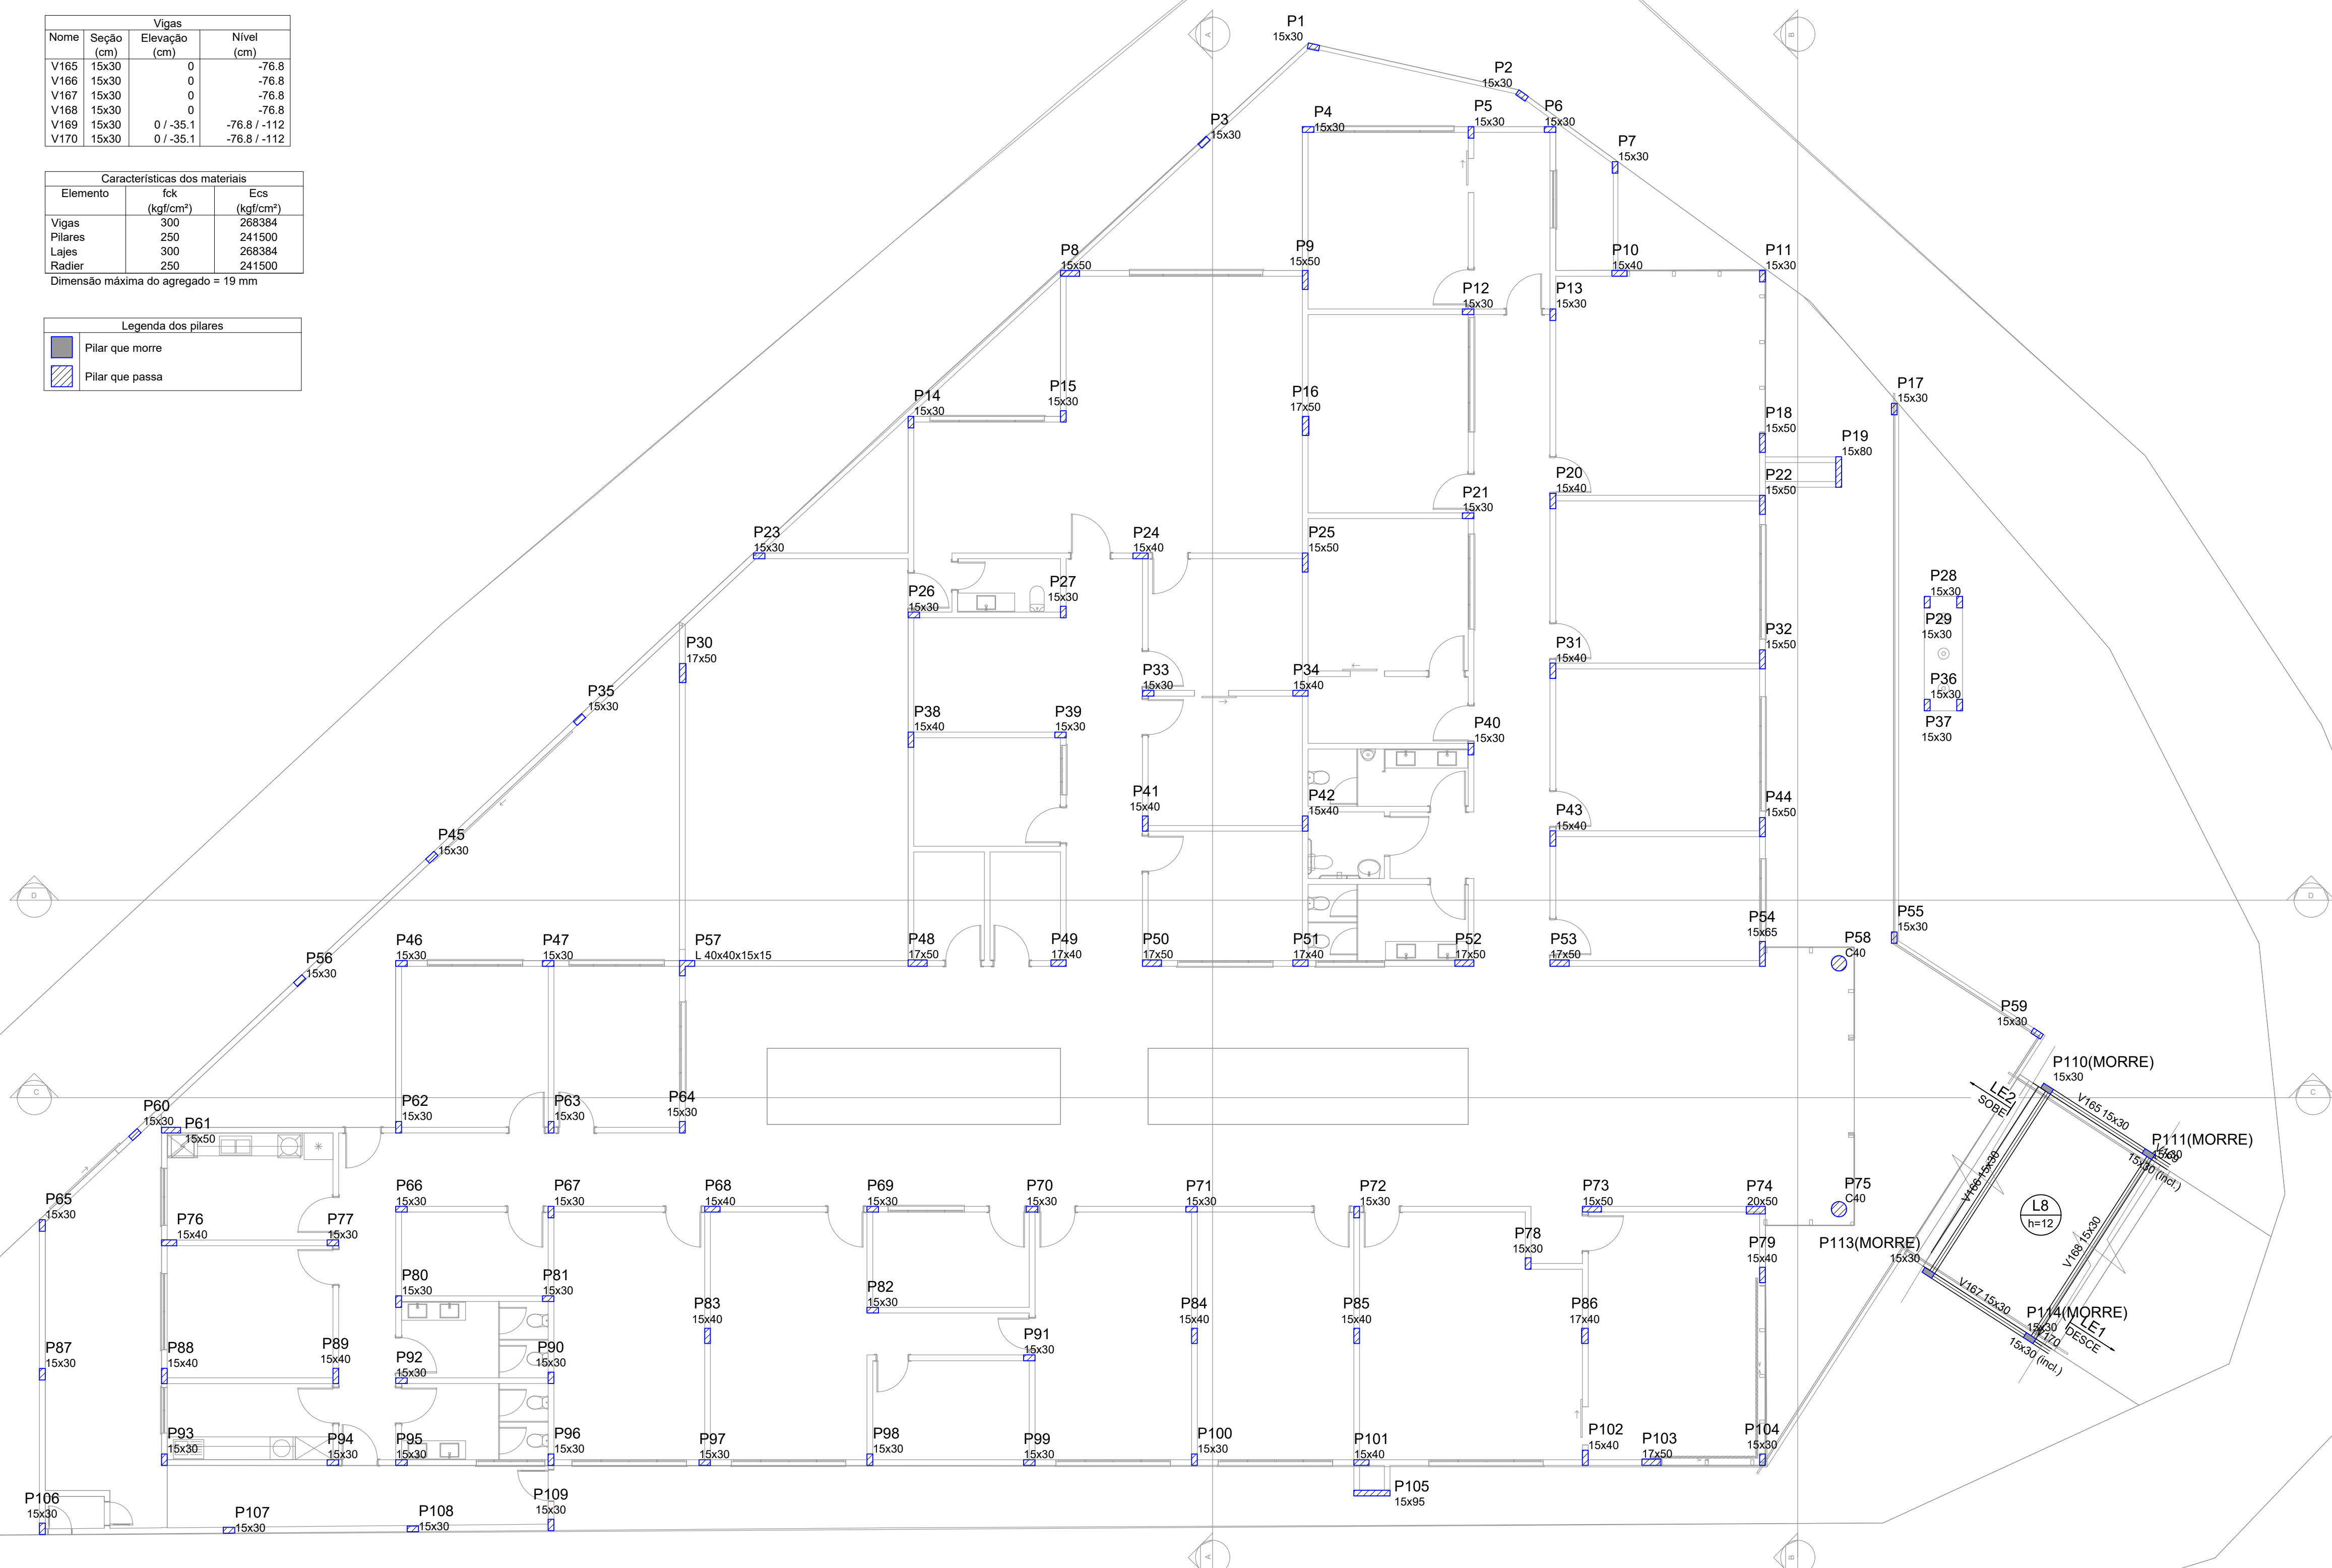 Vigas
Nome Seção Elevação Nível
(cm) (cm) (cm)
V165 15x30 0 -76.8
V166 15x30 0 -76.8
V167 15x30 0 -76.8
V168 15x30 0 -76.8
V169 15x30 0 / -35.1 -76.8 / -112
V170 15x30 0 / -35.1 -76.8 / -112
Características dos materiais
Elemento fck Ecs
(kgf/cm²) (kgf/cm²)
Vigas 300 268384
Pilares 250 241500
Lajes 300 268384
Radier 250 241500
Dimensão máxima do agregado = 19 mm
Legenda dos pilares
Pilar que morre
Pilar que passa
A
B
P1
15x30
P2
15x30
P3
15x30
P4
15x30
P5
15x30
P6
15x30
P7
15x30
P8
15x50
P9
15x50
P10
15x40
P11
15x30
P12
15x30
P13
15x30
P14
15x30
P15
15x30
P16
17x50
P17
15x30
P18
15x50
P19
15x80
P20
15x40
P21
15x30
P22
15x50
P23
15x30
P24
15x40
P25
15x50
P26
15x30
P27
15x30
P28
15x30
P29
15x30
P30
17x50
P31
15x40
P32
15x50
P33
15x30
P34
15x40
P35
15x30
P36
15x30
P37
15x30
P38
15x40
P39
15x30
P40
15x30
P41
15x40
P42
15x40
P43
15x40
P44
15x50
P45
15x30
D
D
P46
15x30
P47
15x30
P57
L 40x40x15x15
P48
17x50
P49
17x40
P50
17x50
P51
17x40
P52
17x50
P53
17x50
P54
15x65
P55
15x30
P56
15x30
P58
C40
P59
15x30
C
C
P60
15x30
P61
15x50
P62
15x30
P63
15x30
P64
15x30
P110(MORRE)
15x30
LE2
SOBE
V165 15x30
P111(MORRE)
15x30
V169
15x30 (incl.)
V166 15x30
L8
h=12
V168 15x30
P113(MORRE)
15x30
V167 15x30
P114(MORRE)
15x30
V170
15x30 (incl.)
LE1
DESCE
P65
15x30
P66
15x30
P67
15x30
P68
15x40
P69
15x30
P70
15x30
P71
15x30
P72
15x30
P73
15x50
P74
20x50
P75
C40
P76
15x40
P77
15x30
P78
15x30
P79
15x40
P80
15x30
P81
15x30
P82
15x30
P83
15x40
P84
15x40
P85
15x40
P86
17x40
P87
15x30
P88
15x40
P89
15x40
P90
15x30
P91
15x30
P92
15x30
P93
15x30
P94
15x30
P95
15x30
P96
15x30
P97
15x30
P98
15x30
P99
15x30
P100
15x30
P101
15x40
P102
15x40
P103
17x50
P104
15x30
P105
15x95
P106
15x30
P107
15x30
P108
15x30
P109
15x30
A
B